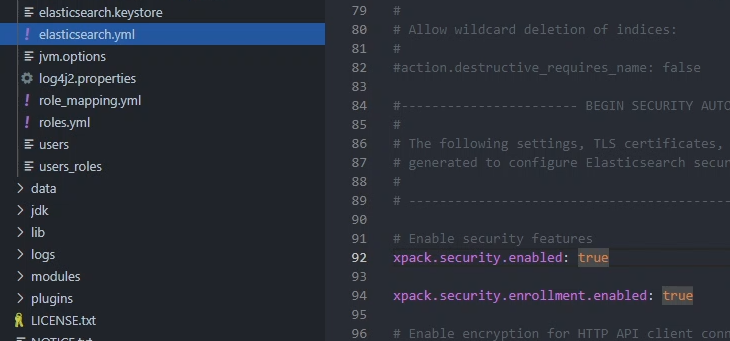 elasticsearch.keystore
elasticsearch.yml
jvm.options
log4j2.properties
role_mapping.yml
roles.yml
users
users_roles
data
jdk
lib
logs
modules
plugins
LICENSE.txt
NOTICE.txt
79 #
80 # Allow wildcard deletion of indices:
81 #
82 #action.destructive_requires_name: false
83
84 #----------------------- BEGIN SECURITY AUTO
85 #
86 # The following settings, TLS certificates,
87 # generated to configure Elasticsearch secur
88 #
89 # --------------------------------------------
90
91 # Enable security features
92 xpack.security.enabled: true
93
94 xpack.security.enrollment.enabled: true
95
96 # Enable encryption for HTTP API client conn